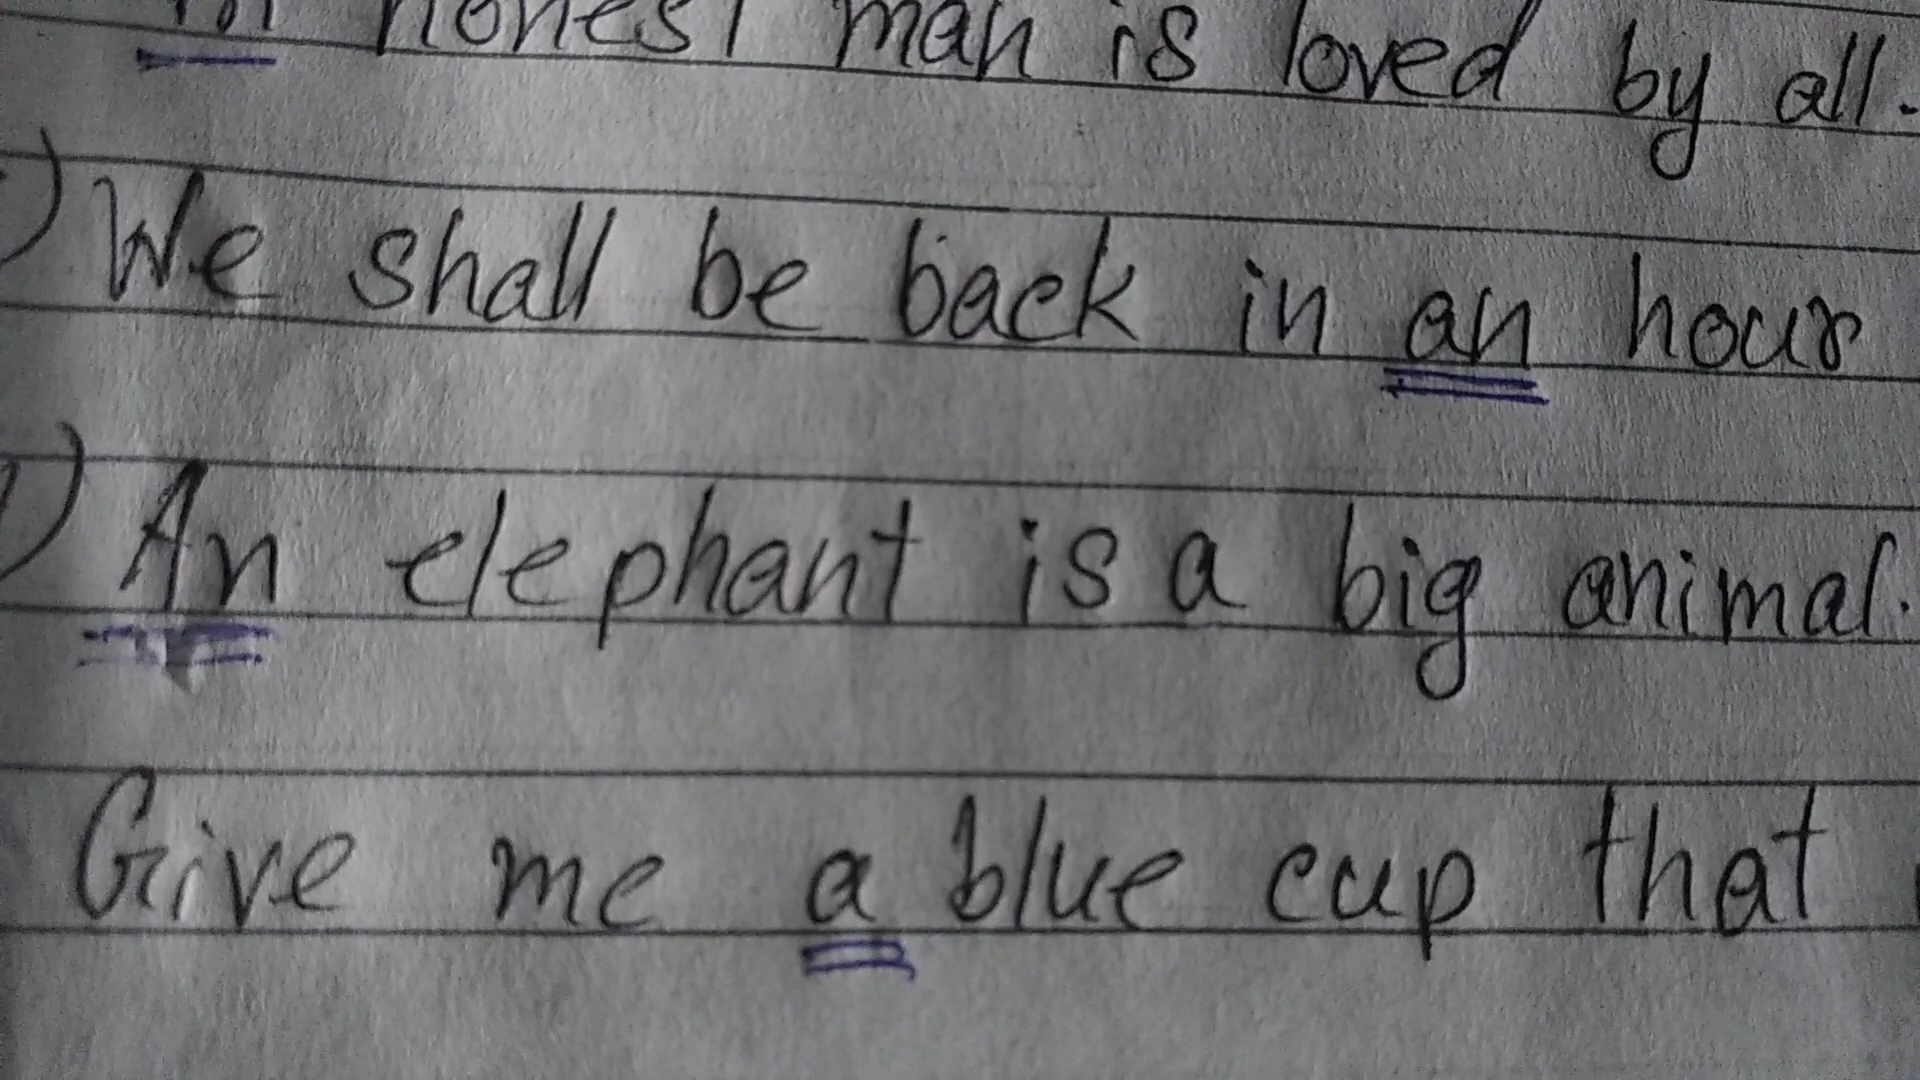 honest man is loved by all.
) We shall be back in an hour
) An elephant is a big animal.
Give me a blue cup that